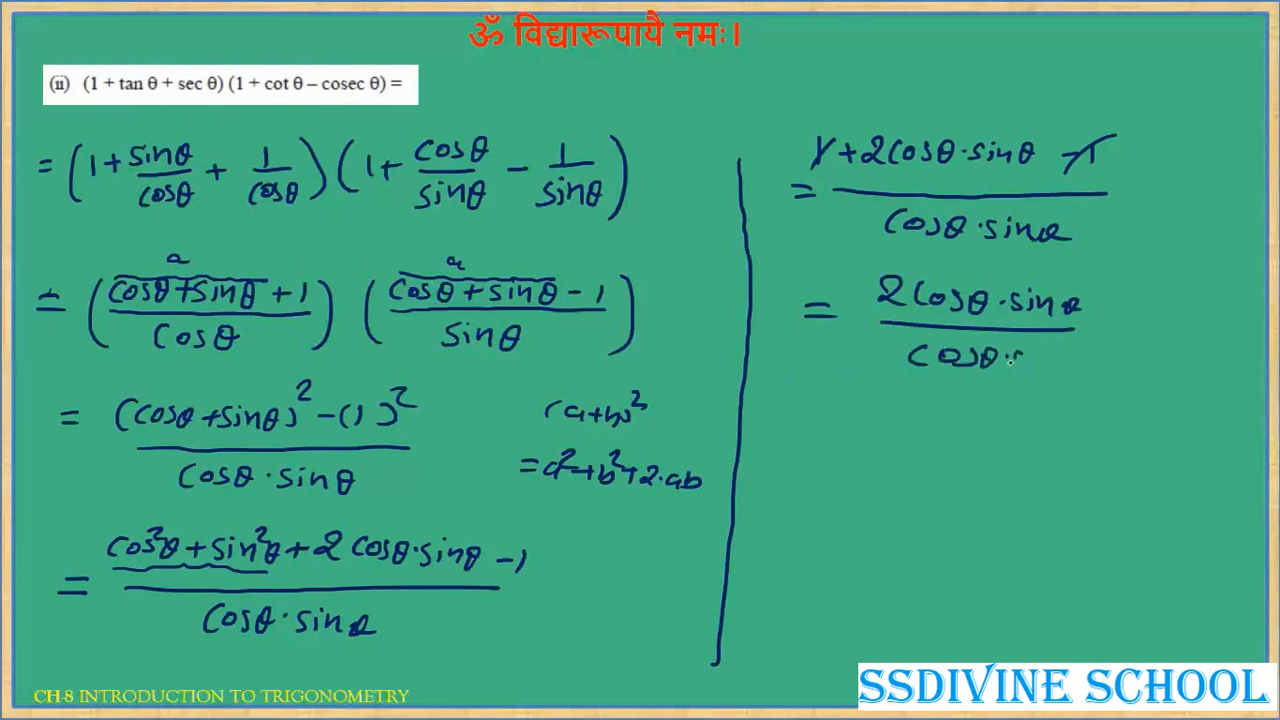 ॐ विद्यारूपायै नमः।
(ii) (1 + tan θ + sec θ) (1 + cot θ – cosec θ) =
= (1 + sinθ/cosθ + 1/cosθ) (1 + cosθ/sinθ − 1/sinθ)
a a
= ((cosθ + sinθ + 1)/cosθ) ((cosθ + sinθ − 1)/sinθ)
= ((cosθ + sinθ)² − (1)²)/(cosθ · sinθ)
(a+b)²
= a² + b² + 2·ab
= (cos²θ + sin²θ + 2 cosθ · sinθ − 1)/(cosθ · sinθ)
= (1 + 2cosθ · sinθ − 1)/(cosθ · sinθ)
= 2cosθ · sinθ/cosθ ·
CH-8 INTRODUCTION TO TRIGONOMETRY
SSDIVINE SCHOOL